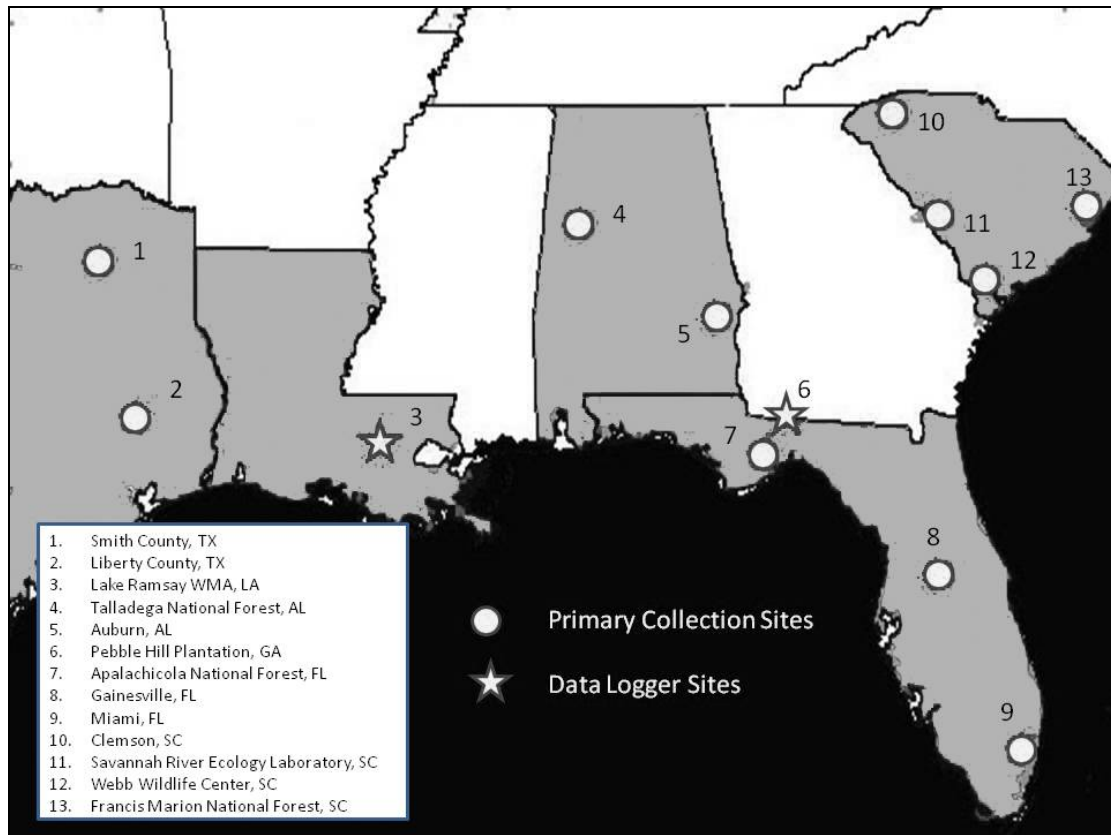 10
13
4
11
1
12
5
2
6
3
7
8
9
1. Smith County, TX
2. Liberty County, TX
3. Lake Ramsay WMA, LA
4. Talladega National Forest, AL
5. Auburn, AL
6. Pebble Hill Plantation, GA
7. Apalachicola National Forest, FL
8. Gainesville, FL
9. Miami, FL
10. Clemson, SC
11. Savannah River Ecology Laboratory, SC
12. Webb Wildlife Center, SC
13. Francis Marion National Forest, SC
Primary Collection Sites
Data Logger Sites